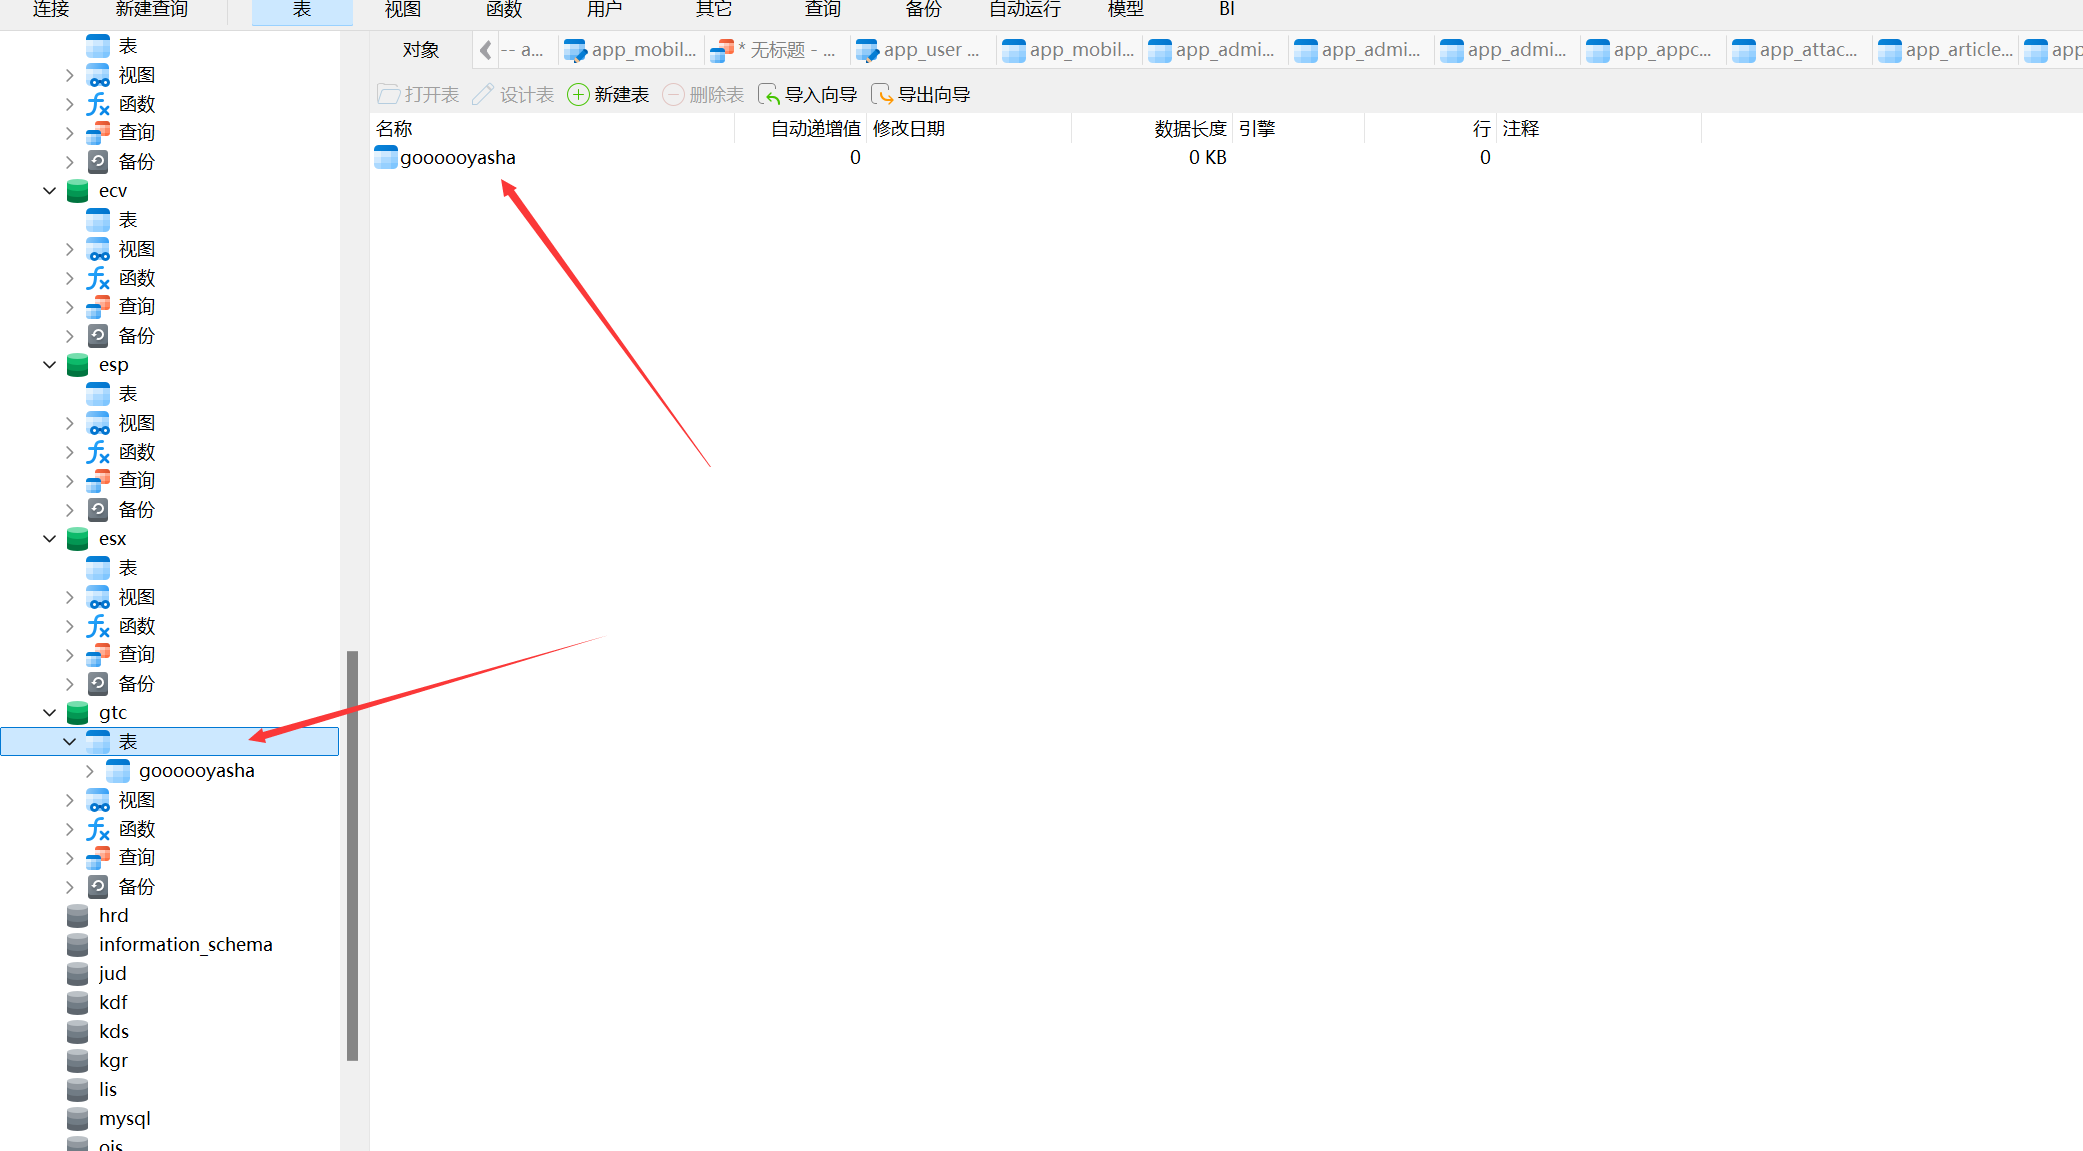 连接 新建查询 表 视图 函数 用户 其它 查询 备份 自动运行 模型 BI
对象 -- a... app_mobil... * 无标题 - ... app_user ... app_mobil... app_admi... app_admi... app_admi... app_appc... app_attac... app_article... app
打开表 设计表 新建表 删除表 导入向导 导出向导
名称 自动递增值 修改日期 数据长度 引擎 行 注释
goooooyasha 0 0 KB 0
表
视图
函数
查询
备份
ecv
表
视图
函数
查询
备份
esp
表
视图
函数
查询
备份
esx
表
视图
函数
查询
备份
gtc
表
goooooyasha
视图
函数
查询
备份
hrd
information_schema
jud
kdf
kds
kgr
lis
mysql